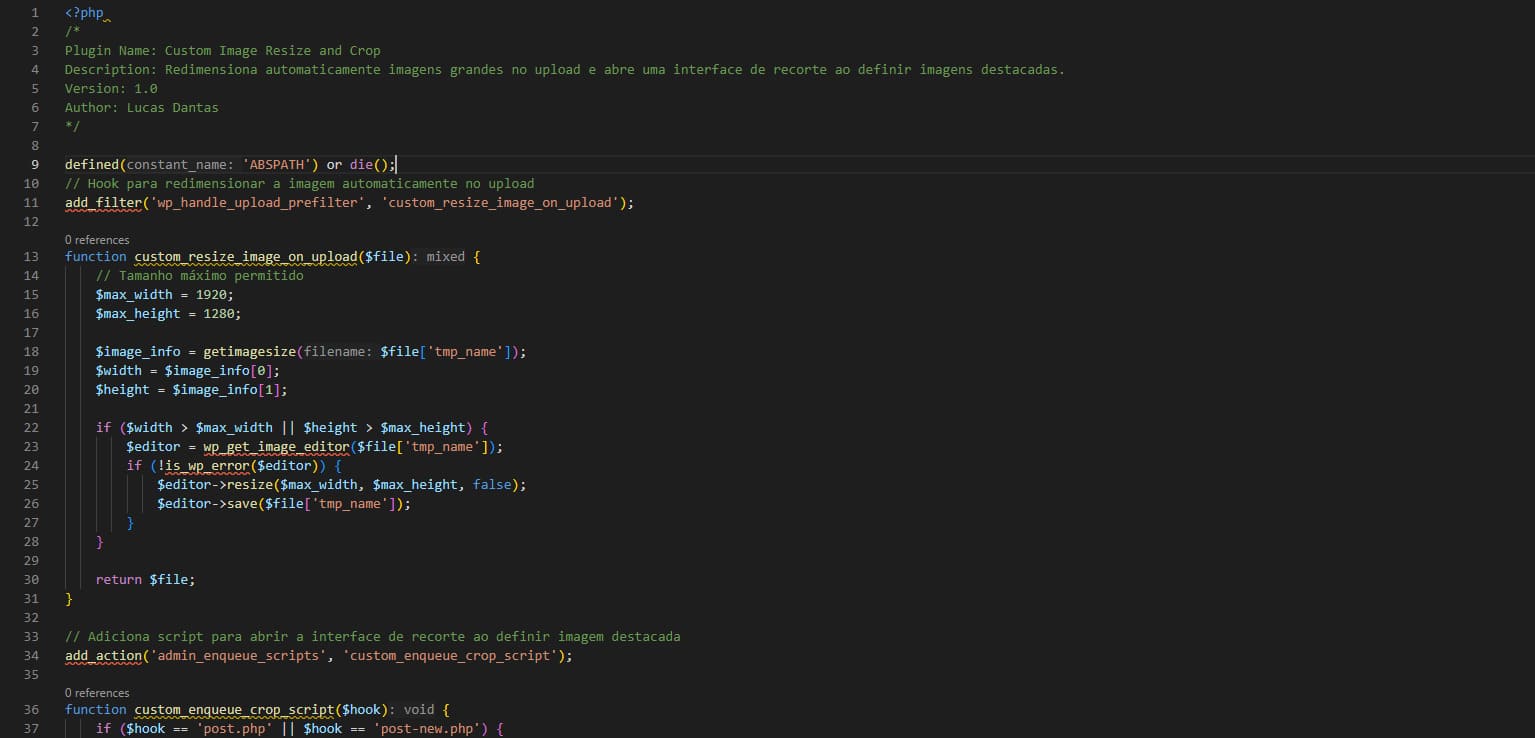 1 <?php
2 /*
3 Plugin Name: Custom Image Resize and Crop
4 Description: Redimensiona automaticamente imagens grandes no upload e abre uma interface de recorte ao definir imagens destacadas.
5 Version: 1.0
6 Author: Lucas Dantas
7 */
8
9 defined(constant_name: 'ABSPATH') or die();
10 // Hook para redimensionar a imagem automaticamente no upload
11 add_filter('wp_handle_upload_prefilter', 'custom_resize_image_on_upload');
12
0 references
13 function custom_resize_image_on_upload($file): mixed {
14 // Tamanho máximo permitido
15 $max_width = 1920;
16 $max_height = 1280;
17
18 $image_info = getimagesize(filename: $file['tmp_name']);
19 $width = $image_info[0];
20 $height = $image_info[1];
21
22 if ($width > $max_width || $height > $max_height) {
23 $editor = wp_get_image_editor($file['tmp_name']);
24 if (!is_wp_error($editor)) {
25 $editor->resize($max_width, $max_height, false);
26 $editor->save($file['tmp_name']);
27 }
28 }
29
30 return $file;
31 }
32
33 // Adiciona script para abrir a interface de recorte ao definir imagem destacada
34 add_action('admin_enqueue_scripts', 'custom_enqueue_crop_script');
35
0 references
36 function custom_enqueue_crop_script($hook): void {
37 if ($hook == 'post.php' || $hook == 'post-new.php') {